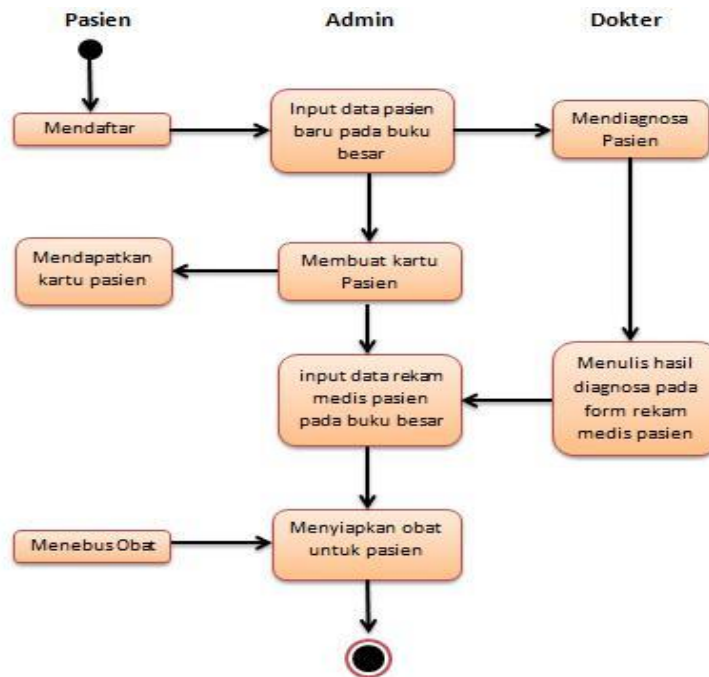 Pasien Admin Dokter
Mendaftar
Input data pasien
baru pada buku
besar
Mendiagnosa
Pasien
Mendapatkan
kartu pasien
Membuat kartu
Pasien
input data rekam
medis pasien
pada buku besar
Menulis hasil
diagnosa pada
form rekam
medis pasien
Menebus Obat
Menyiapkan obat
untuk pasien